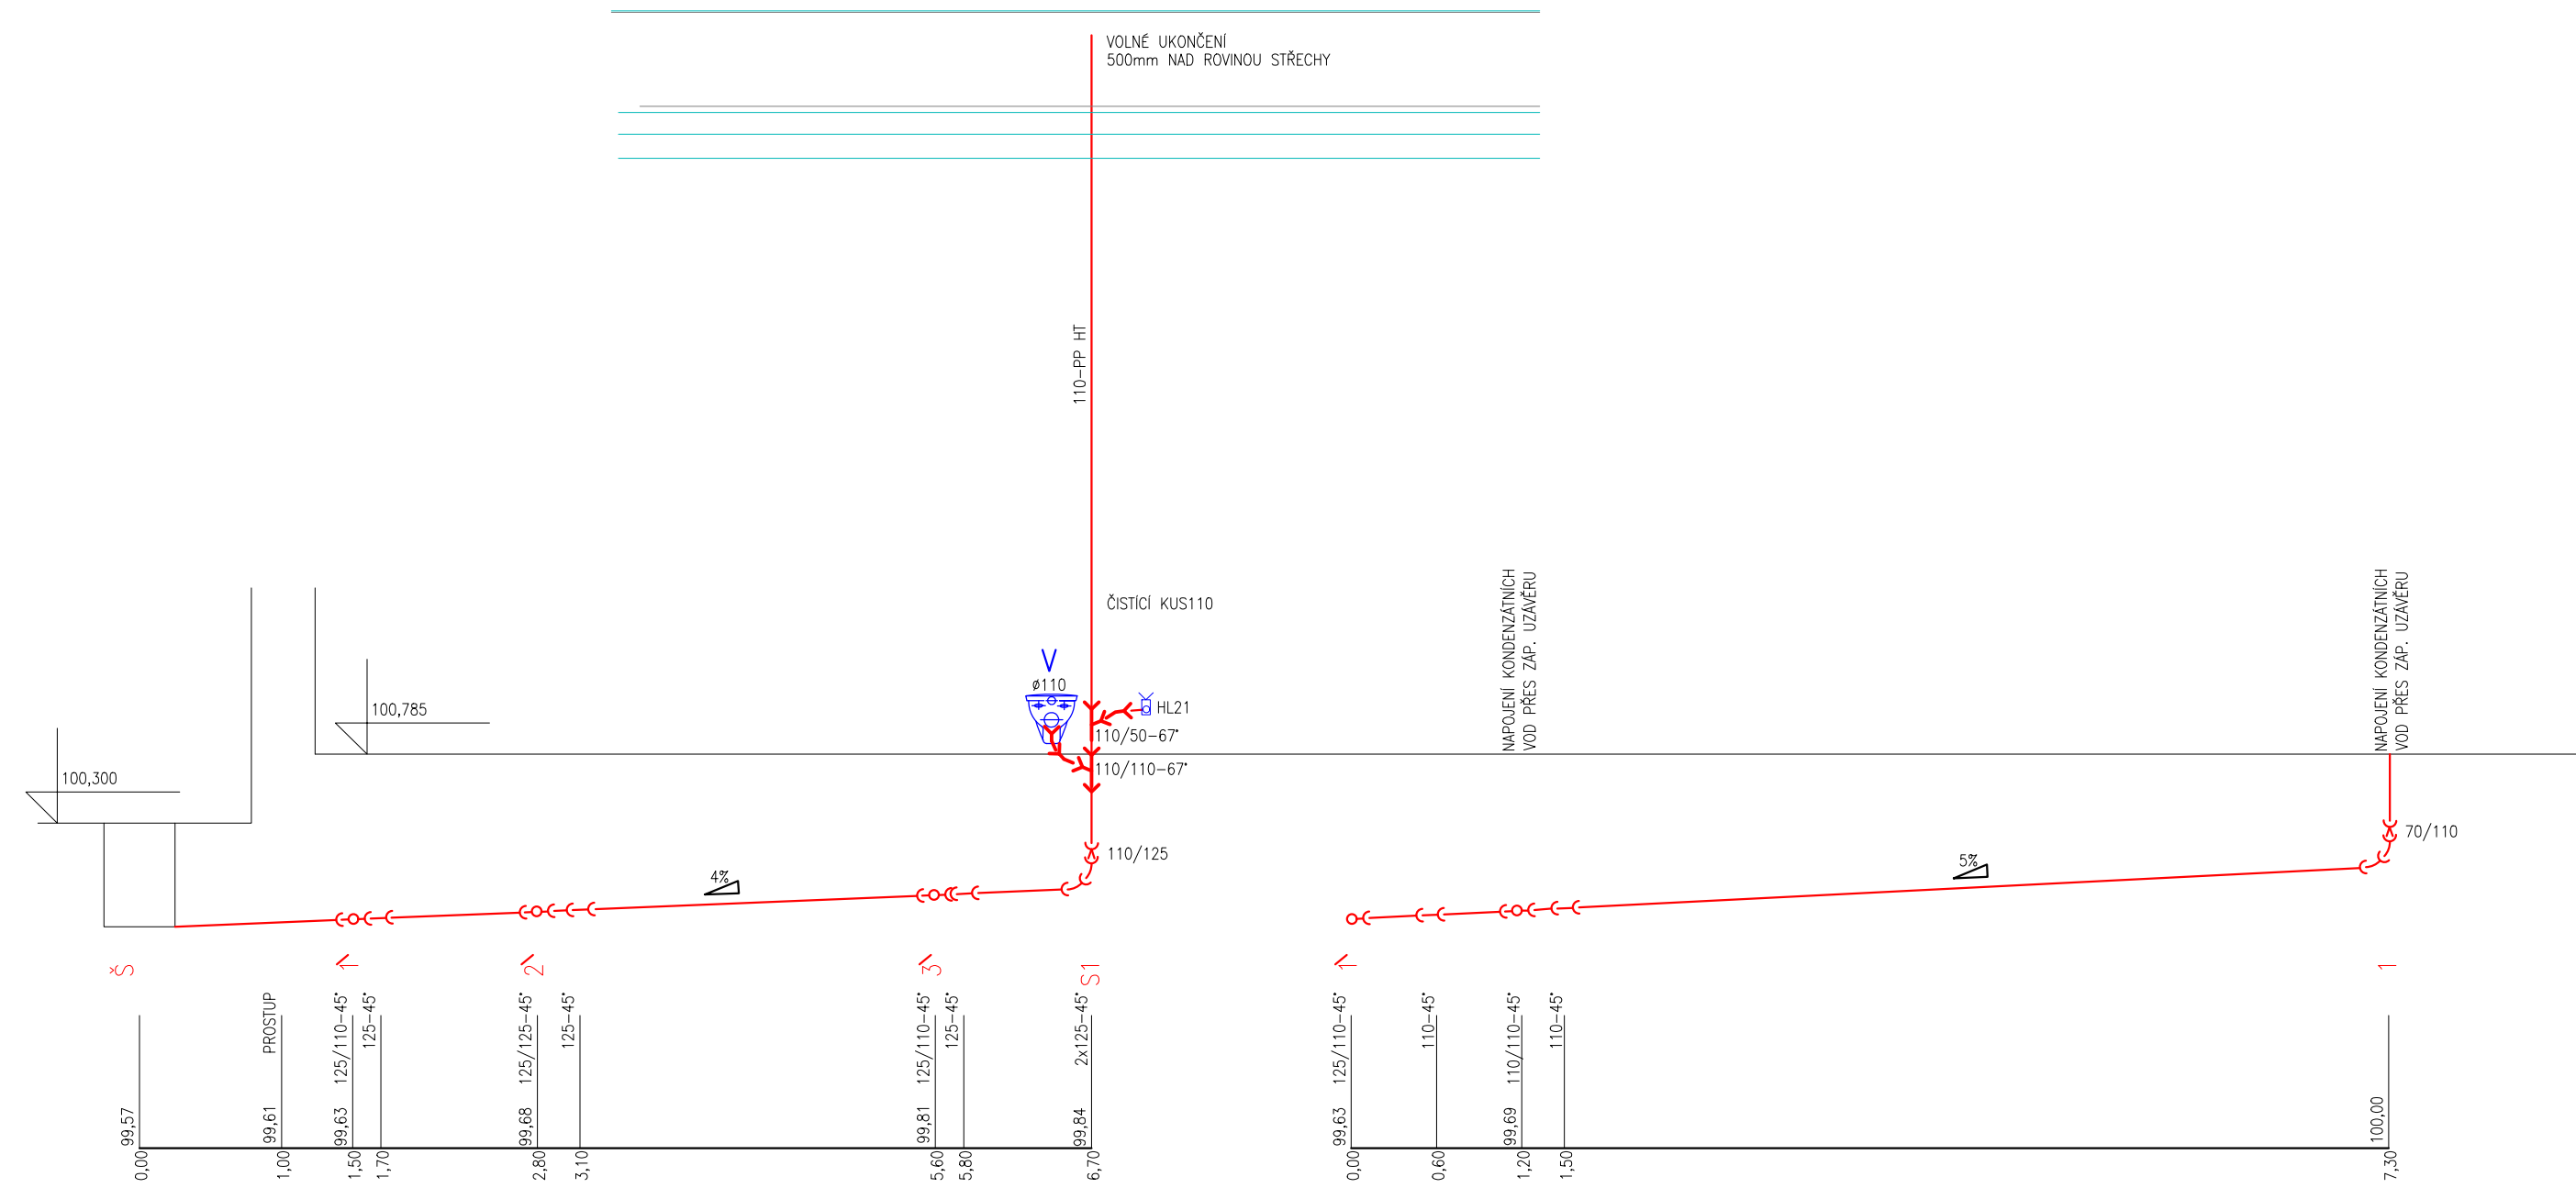 VOLNÉ UKONČENÍ
500mm NAD ROVINOU STŘECHY
110-PP HT
ČISTÍCÍ KUS110
V
ø110
HL21
110/50-67°
110/110-67°
110/125
100,785
100,300
4%
NAPOJENÍ KONDENZÁTNÍCH
VOD PŘES ZÁP. UZÁVĚRU
NAPOJENÍ KONDENZÁTNÍCH
VOD PŘES ZÁP. UZÁVĚRU
70/110
5%
Š
1
2
3
S1
1
1
99,57
99,61 PROSTUP
99,63 125/110-45°
125-45°
99,68 125/125-45°
125-45°
99,81 125/110-45°
125-45°
99,84 2x125-45°
99,63 125/110-45°
110-45°
99,69 110/110-45°
110-45°
100,00
0,00
1,00
1,50
1,70
2,80
3,10
5,60
5,80
6,70
0,00
0,60
1,20
1,50
7,30